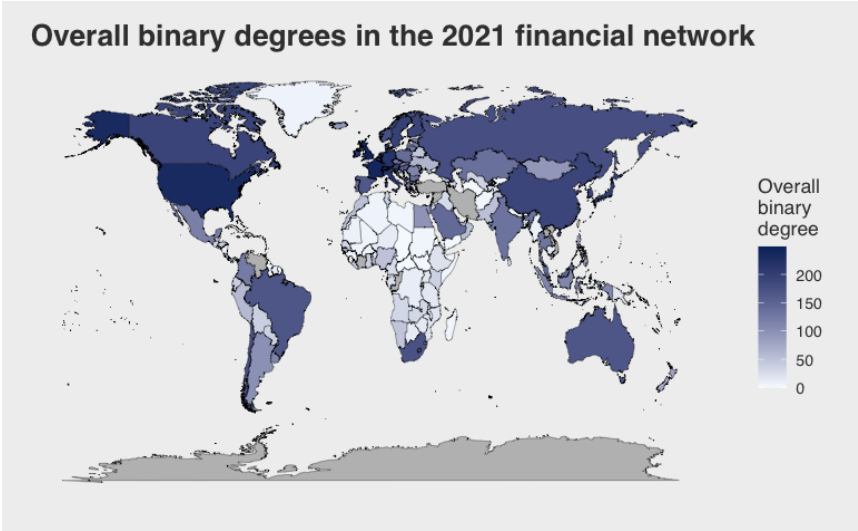 Overall binary degrees in the 2021 financial network
Overall
binary
degree
200
150
100
50
0